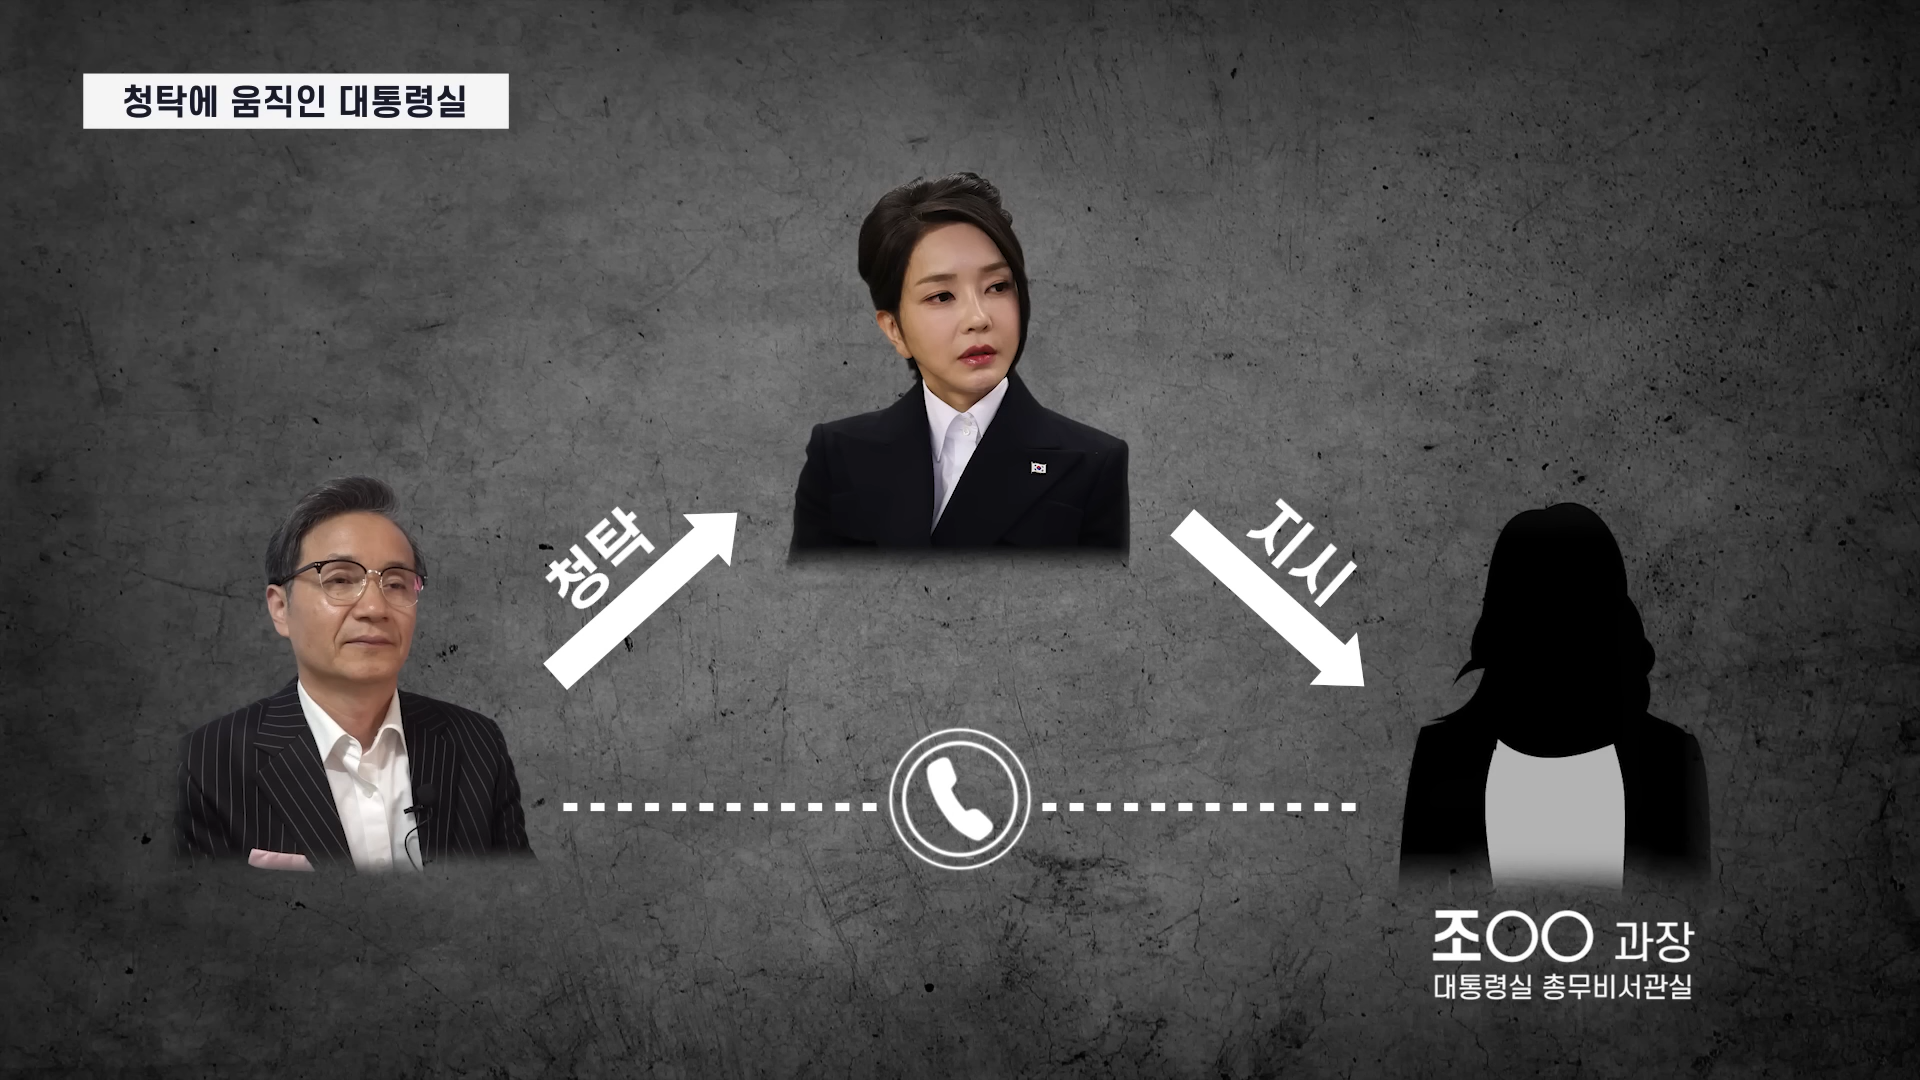 청탁에 움직인 대통령실
청탁
지시
조○○ 과장
대통령실 총무비서관실